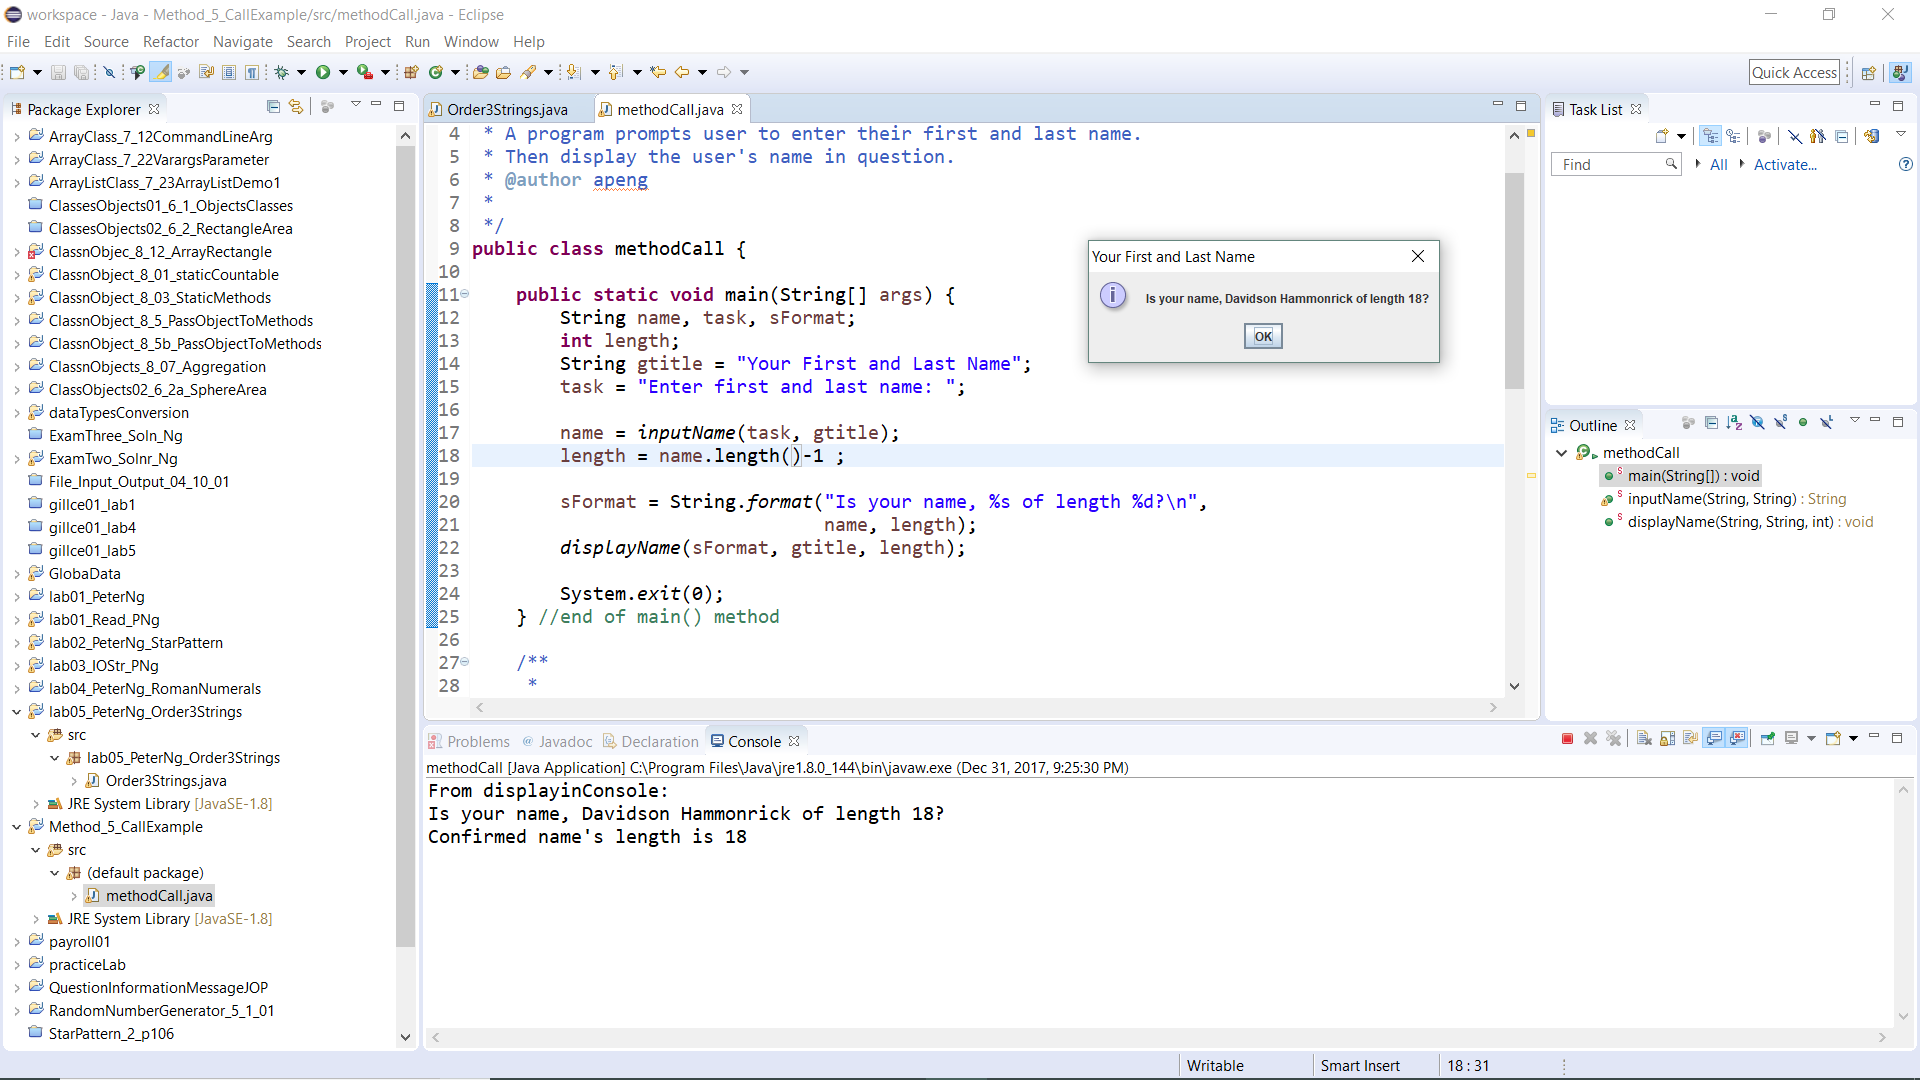 workspace - Java - Method_5_CallExample/src/methodCall.java - Eclipse
File Edit Source Refactor Navigate Search Project Run Window Help
Quick Access
Package Explorer
ArrayClass_7_12CommandLineArg
ArrayClass_7_22VarargsParameter
ArrayListClass_7_23ArrayListDemo1
ClassesObjects01_6_1_ObjectsClasses
ClassesObjects02_6_2_RectangleArea
ClassnObjec_8_12_ArrayRectangle
ClassnObject_8_01_staticCountable
ClassnObject_8_03_StaticMethods
ClassnObject_8_5_PassObjectToMethods
ClassnObject_8_5b_PassObjectToMethods
ClassnObjects_8_07_Aggregation
ClassObjects02_6_2a_SphereArea
dataTypesConversion
ExamThree_Soln_Ng
ExamTwo_Solnr_Ng
File_Input_Output_04_10_01
gillce01_lab1
gillce01_lab4
gillce01_lab5
GlobaData
lab01_PeterNg
lab01_Read_PNg
lab02_PeterNg_StarPattern
lab03_IOStr_PNg
lab04_PeterNg_RomanNumerals
lab05_PeterNg_Order3Strings
src
lab05_PeterNg_Order3Strings
Order3Strings.java
JRE System Library [JavaSE-1.8]
Method_5_CallExample
src
(default package)
methodCall.java
JRE System Library [JavaSE-1.8]
payroll01
practiceLab
QuestionInformationMessageJOP
RandomNumberGenerator_5_1_01
StarPattern_2_p106
Order3Strings.java methodCall.java
4 * A program prompts user to enter their first and last name.
5 * Then display the user's name in question.
6 * @author apeng
7 *
8 */
9 public class methodCall {
10
11 public static void main(String[] args) {
12 String name, task, sFormat;
13 int length;
14 String gtitle = "Your First and Last Name";
15 task = "Enter first and last name: ";
16
17 name = inputName(task, gtitle);
18 length = name.length()-1 ;
19
20 sFormat = String.format("Is your name, %s of length %d?\n",
21 name, length);
22 displayName(sFormat, gtitle, length);
23
24 System.exit(0);
25 } //end of main() method
26
27 /**
28 *
Your First and Last Name
Is your name, Davidson Hammonrick of length 18?
OK
Task List
Find All Activate...
Outline
methodCall
main(String[]) : void
inputName(String, String) : String
displayName(String, String, int) : void
Problems @ Javadoc Declaration Console
methodCall [Java Application] C:\Program Files\Java\jre1.8.0_144\bin\javaw.exe (Dec 31, 2017, 9:25:30 PM)
From displayinConsole:
Is your name, Davidson Hammonrick of length 18?
Confirmed name's length is 18
Writable Smart Insert 18 : 31